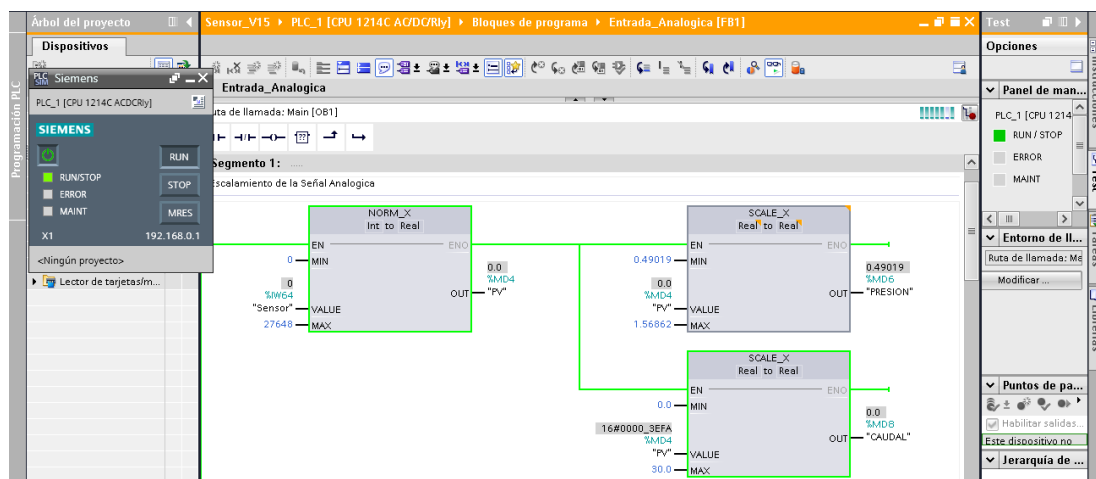 Árbol del proyecto
Sensor_V15 ▸ PLC_1 [CPU 1214C AC/DC/Rly] ▸ Bloques de programa ▸ Entrada_Analogica [FB1]
Test
Dispositivos
Opciones
Programación PLC
Siemens
PLC_1 [CPU 1214C ACDCRly]
SIEMENS
RUN
RUN/STOP
STOP
ERROR
MAINT
MRES
X1
192.168.0.1
<Ningún proyecto>
Lector de tarjetas/m...
Entrada_Analogica
uta de llamada: Main [OB1]
Segmento 1: .....
scalamiento de la Señal Analogica
NORM_X
Int to Real
EN
ENO
0
MIN
0.0
%MD4
"PV"
OUT
0
%IW64
"Sensor"
VALUE
27648
MAX
SCALE_X
Real to Real
EN
ENO
0.49019
MIN
0.49019
%MD6
"PRESION"
OUT
0.0
%MD4
"PV"
VALUE
1.56862
MAX
SCALE_X
Real to Real
EN
ENO
0.0
MIN
0.0
%MD8
"CAUDAL"
OUT
16#0000_3EFA
%MD4
"PV"
VALUE
30.0
MAX
Panel de man...
PLC_1 [CPU 1214
RUN / STOP
ERROR
MAINT
Entorno de ll...
Ruta de llamada: Ma
Modificar ...
Puntos de pa...
Habilitar salidas...
Este dispositivo no
Jerarquía de ...
Test